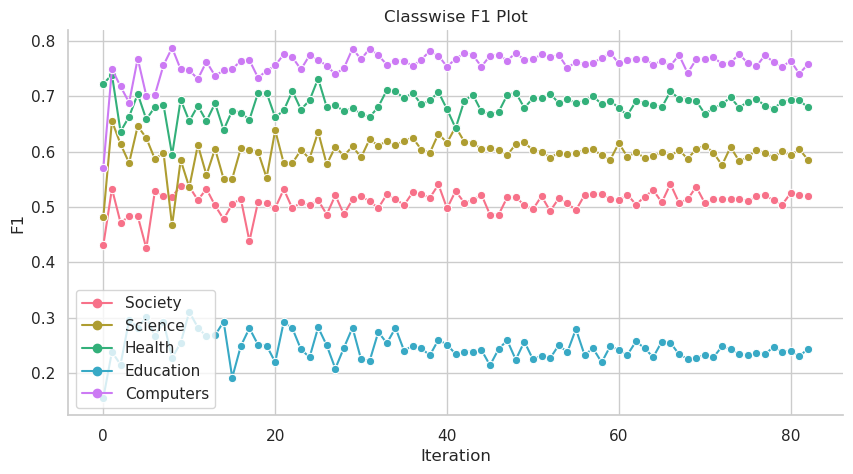 Classwise F1 Plot
0.8
0.7
0.6
0.5
0.4
0.3
0.2
F1
Society
Science
Health
Education
Computers
0 20 40 60 80
Iteration